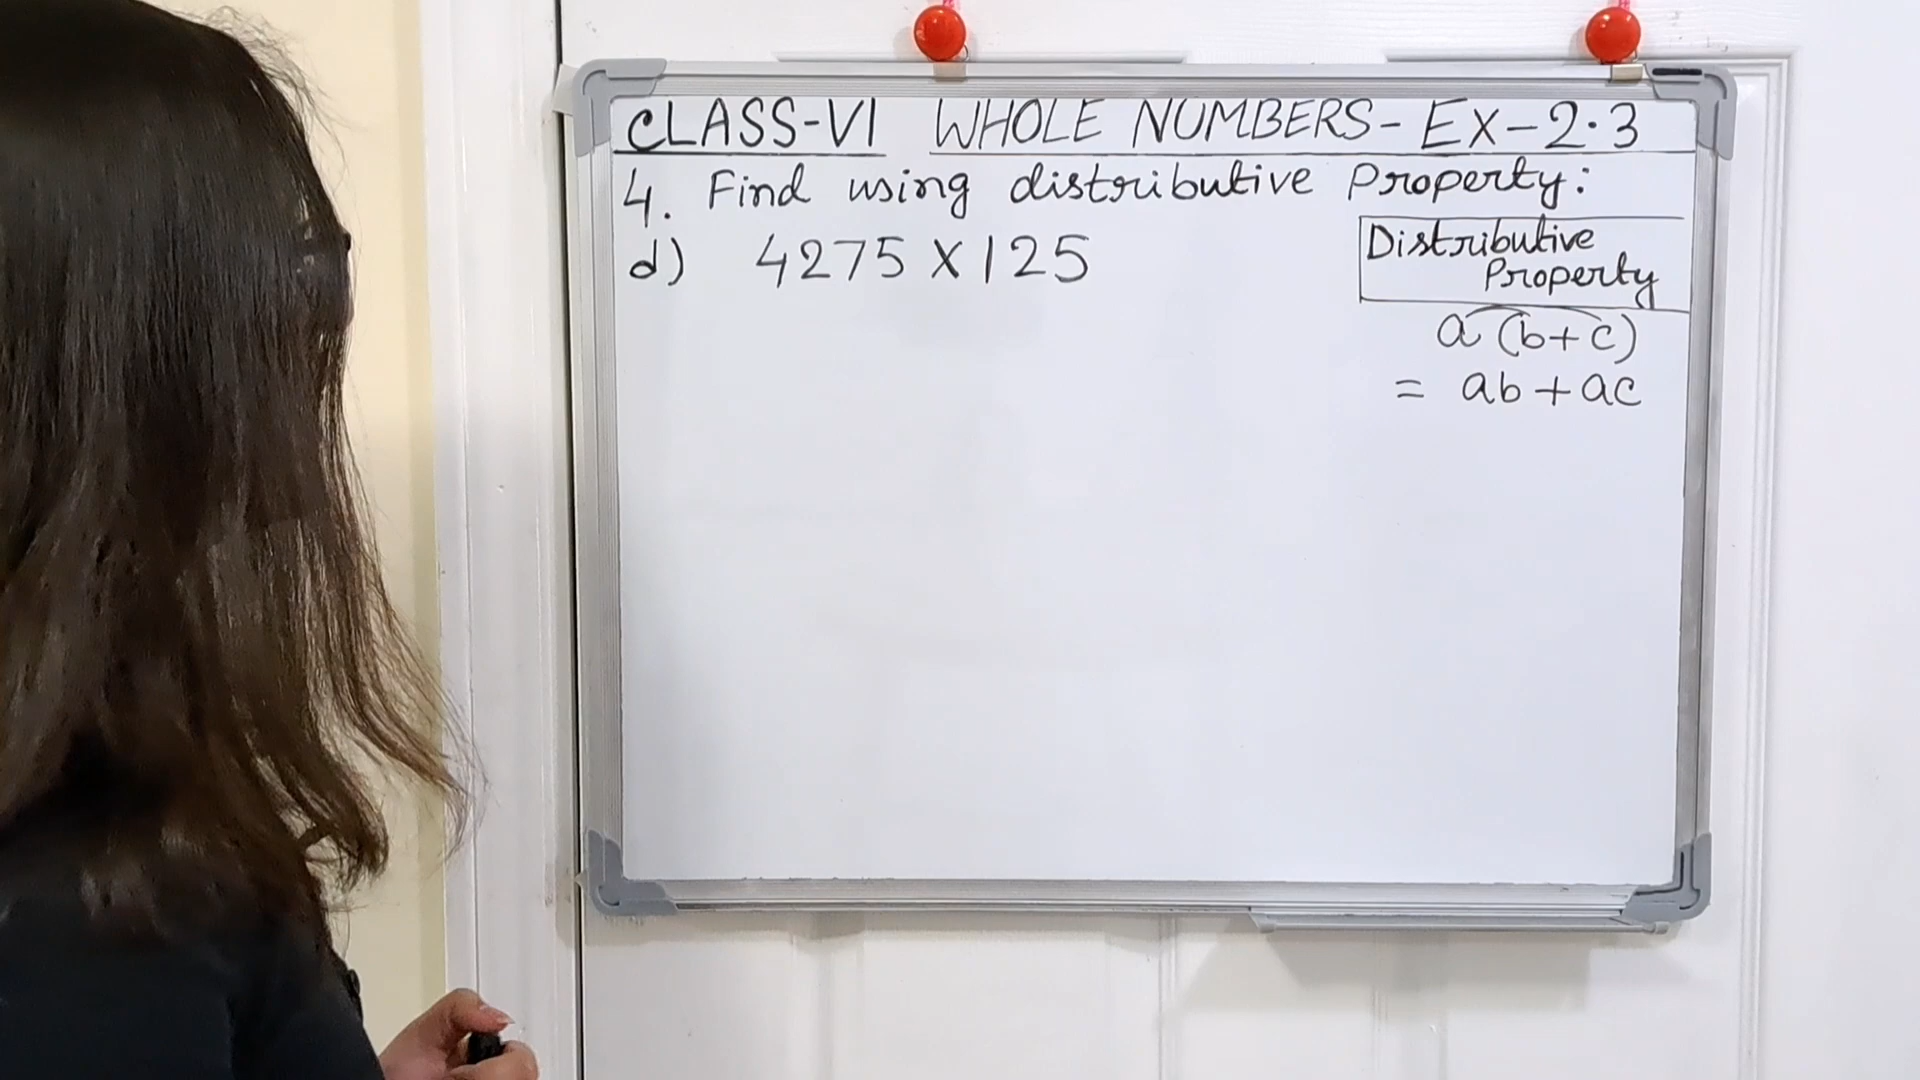 CLASS-VI WHOLE NUMBERS- EX-2.3
4. Find using distributive Property:
d) 4275 X 125
Distributive
Property
a (b+c)
= ab + ac